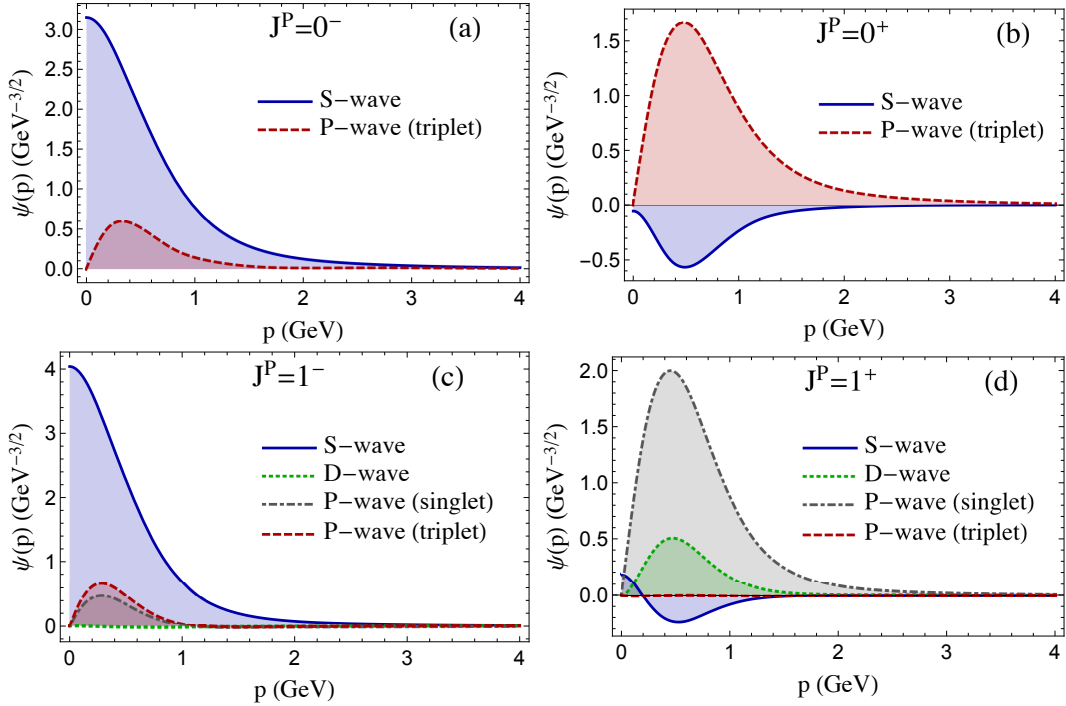 J^P=0^-
(a)
S−wave
P−wave (triplet)
ψ(p) (GeV^{−3/2})
3.0
2.5
2.0
1.5
1.0
0.5
0.0
0 1 2 3 4
p (GeV)
J^P=0^+
(b)
S−wave
P−wave (triplet)
ψ(p) (GeV^{−3/2})
1.5
1.0
0.5
0.0
−0.5
0 1 2 3 4
p (GeV)
J^P=1^-
(c)
S−wave
D−wave
P−wave (singlet)
P−wave (triplet)
ψ(p) (GeV^{−3/2})
4
3
2
1
0
0 1 2 3 4
p (GeV)
J^P=1^+
(d)
S−wave
D−wave
P−wave (singlet)
P−wave (triplet)
ψ(p) (GeV^{−3/2})
2.0
1.5
1.0
0.5
0.0
0 1 2 3 4
p (GeV)